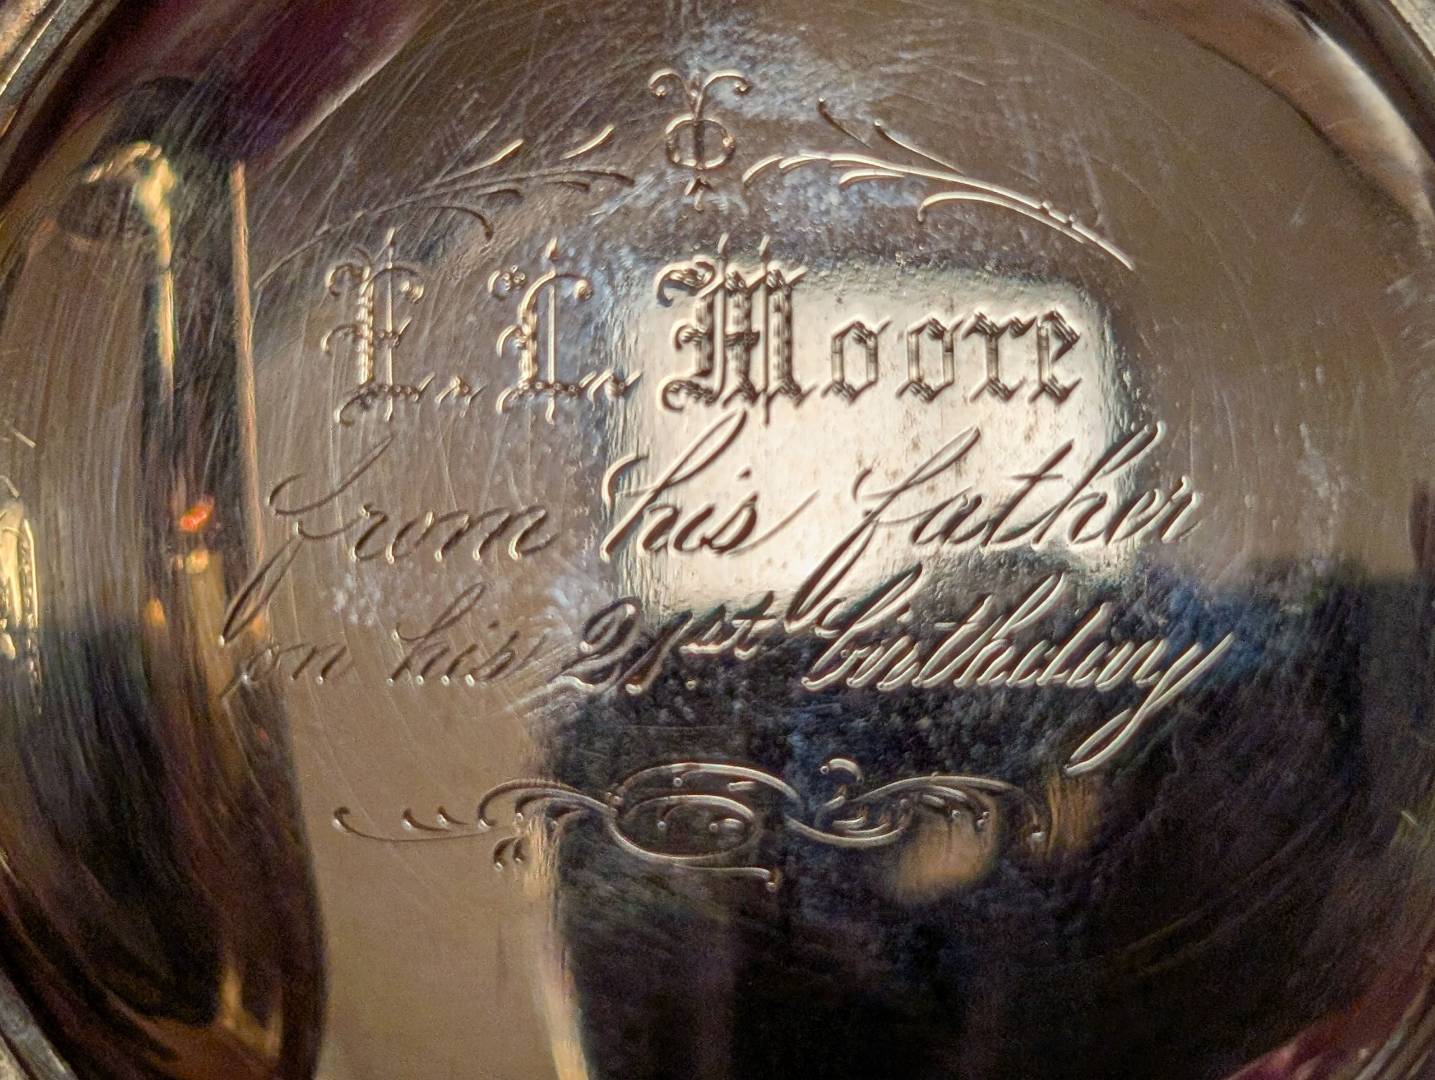 L. L. Moore
from his father
on his 21st birthday